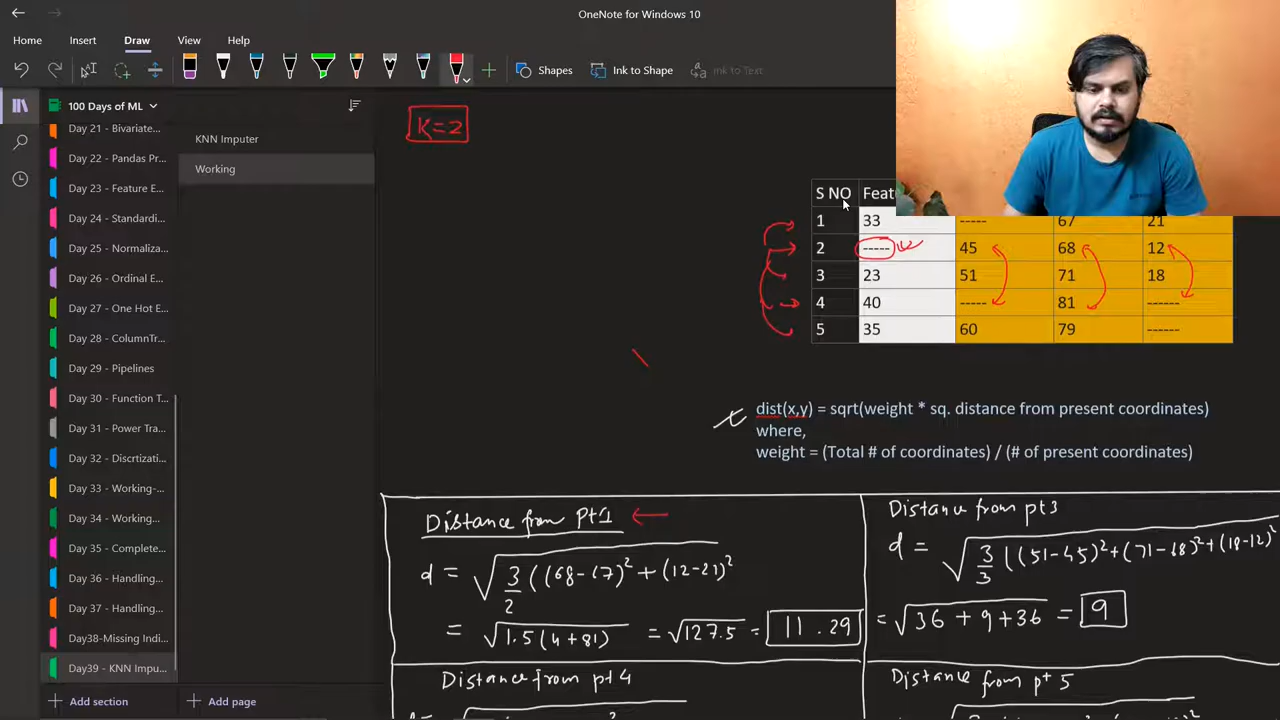 OneNote for Windows 10
Home Insert Draw View Help
Shapes Ink to Shape Ink to Text
100 Days of ML
Day 21 - Bivariate...
Day 22 - Pandas Pr...
Day 23 - Feature E...
Day 24 - Standardi...
Day 25 - Normaliza...
Day 26 - Ordinal E...
Day 27 - One Hot E...
Day 28 - ColumnTr...
Day 29 - Pipelines
Day 30 - Function T...
Day 31 - Power Tra...
Day 32 - Discrtizati...
Day 33 - Working-...
Day 34 - Working...
Day 35 - Complete...
Day 36 - Handling...
Day 37 - Handling...
Day38-Missing Indi...
Day39 - KNN Impu...
Add section
KNN Imputer
Working
Add page
K=2
S NO Feat
1 33 ----- 67 21
2 ----- 45 68 12
3 23 51 71 18
4 40 ----- 81 ------
5 35 60 79 ------
dist(x,y) = sqrt(weight * sq. distance from present coordinates)
where,
weight = (Total # of coordinates) / (# of present coordinates)
Distance from pt1
d = √3/2 ((68-67)² + (12-21)²
= √1.5(4+81) = √127.5 = 11.29
Distance from pt3
d = √3/3 ((51-45)² + (71-68)² + (18-12)²
= √36 + 9 + 36 = 9
Distance from pt4
Distance from pt 5